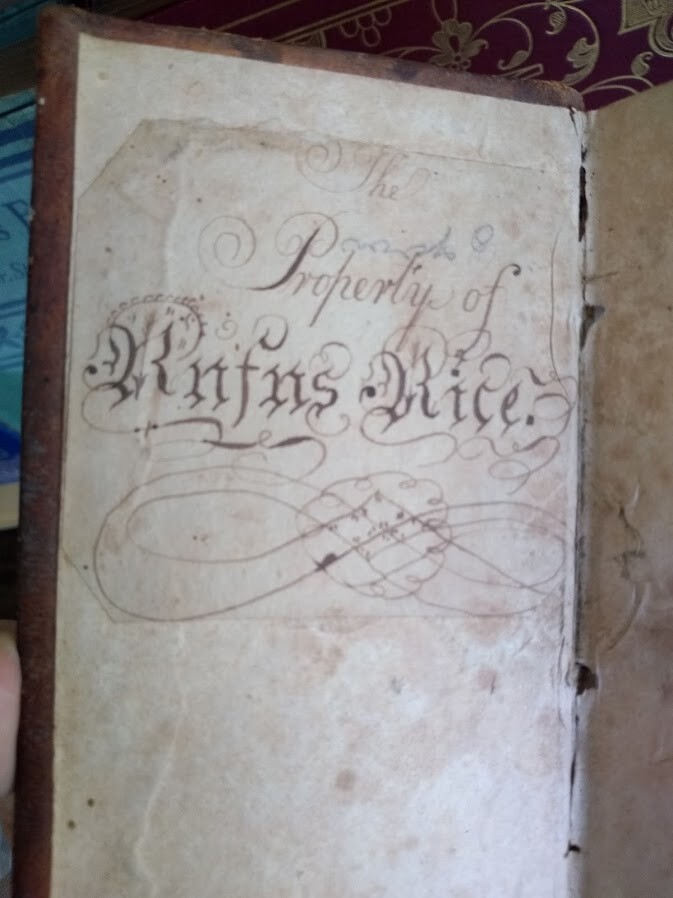 The
Property of
Rufus Rice.